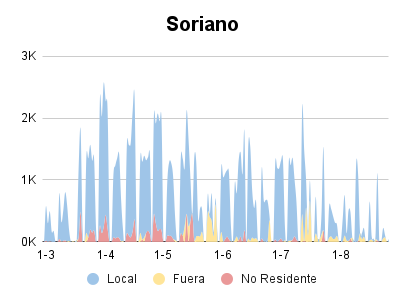 Soriano
3K
2K
1K
0K
1-3 1-4 1-5 1-6 1-7 1-8
Local Fuera No Residente